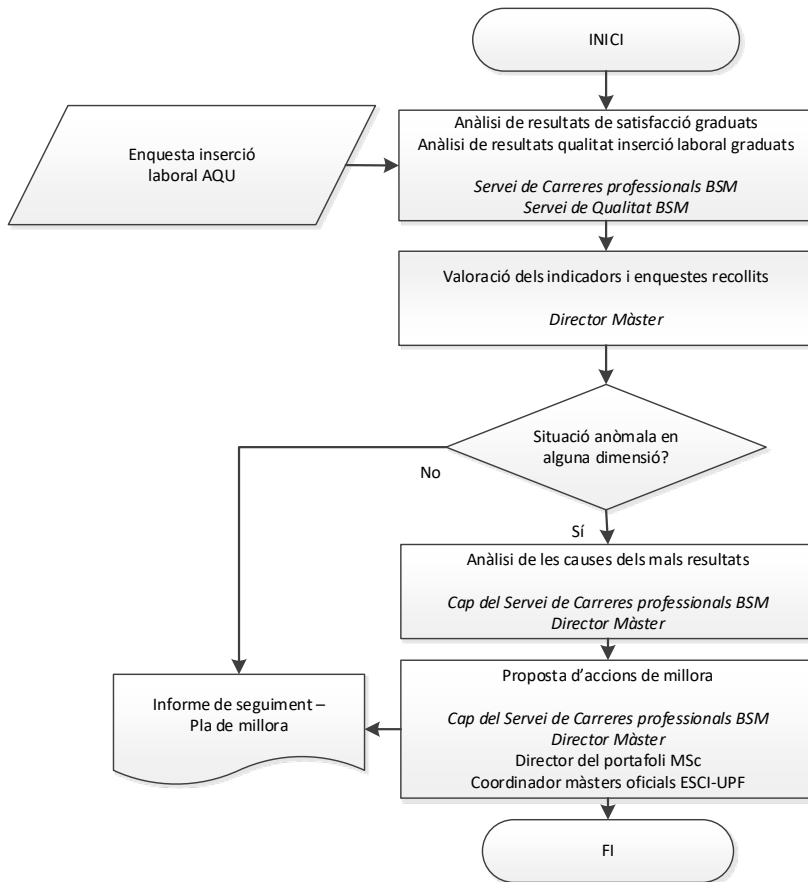 INICI
Enquesta inserció
laboral AQU
Anàlisi de resultats de satisfacció graduats
Anàlisi de resultats qualitat inserció laboral graduats
Servei de Carreres professionals BSM
Servei de Qualitat BSM
Valoració dels indicadors i enquestes recollits
Director Màster
Situació anòmala en
alguna dimensió?
No
Sí
Anàlisi de les causes dels mals resultats
Cap del Servei de Carreres professionals BSM
Director Màster
Informe de seguiment –
Pla de millora
Proposta d’accions de millora
Cap del Servei de Carreres professionals BSM
Director Màster
Director del portafoli MSc
Coordinador màsters oficials ESCI-UPF
FI